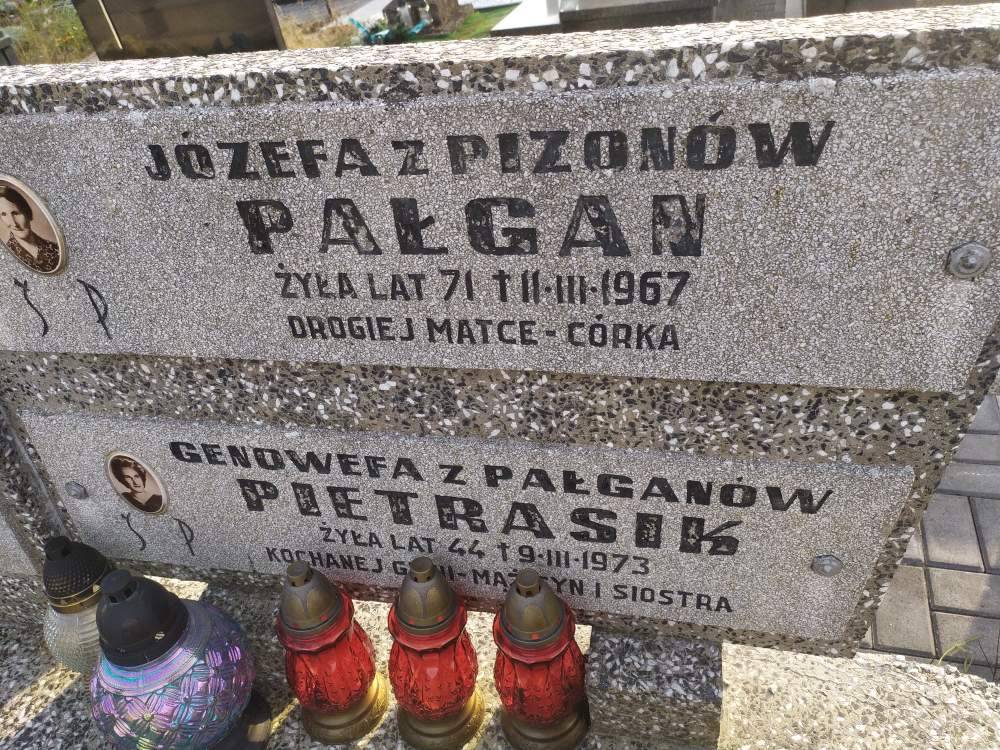 JÓZEFA Z PIZONÓW
PAŁGAN
ŻYŁA LAT 71 † 11·III·1967
DROGIEJ MATCE - CÓRKA
Ś P
GENOWEFA Z PAŁGANÓW
PIETRASIK
ŻYŁA LAT 44 † 9·III·1973
KOCHANEJ I SIOSTRA
Ś P